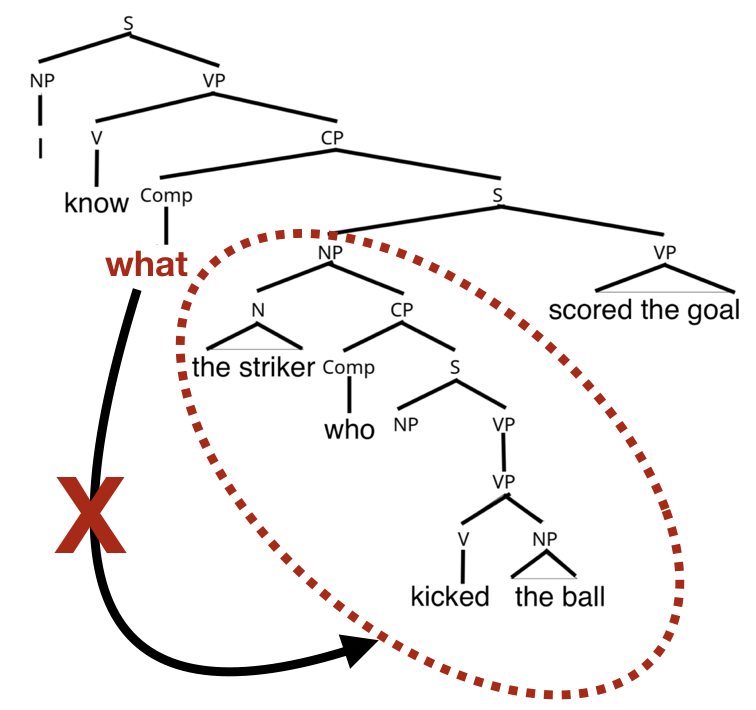 S
NP VP
I V CP
know Comp S
what NP VP
N CP scored the goal
the striker Comp S
who NP VP
VP
X
V NP
kicked the ball